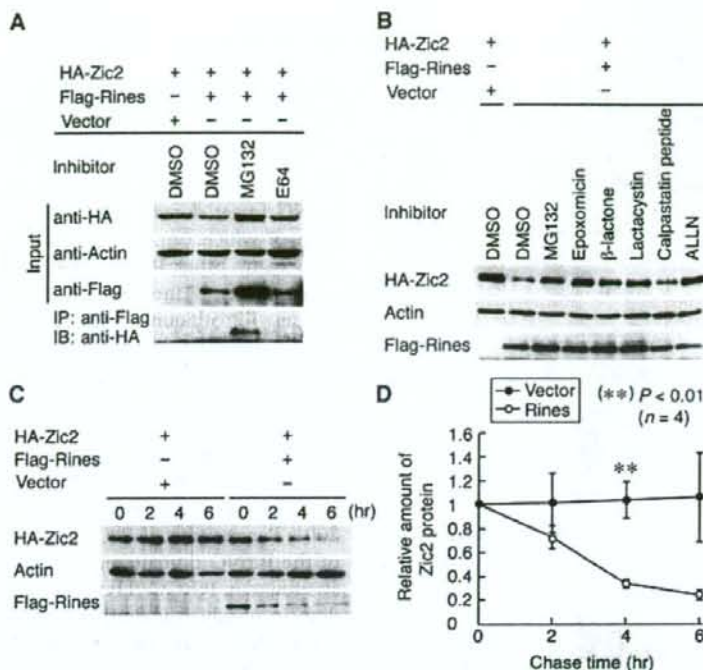 A
HA-Zic2 + + + +
Flag-Rines – + + +
Vector + – – –
Inhibitor DMSO DMSO MG132 E64
Input
anti-HA
anti-Actin
anti-Flag
IP: anti-Flag
IB: anti-HA
B
HA-Zic2 + +
Flag-Rines – +
Vector + –
Inhibitor DMSO DMSO MG132 Epoxomicin β-lactone Lactacystin Calpastatin peptide ALLN
HA-Zic2
Actin
Flag-Rines
C
HA-Zic2 + +
Flag-Rines – +
Vector + –
0 2 4 6 0 2 4 6 (hr)
HA-Zic2
Actin
Flag-Rines
D
Vector
Rines
(**) P < 0.01
(n = 4)
**
Relative amount of
Zic2 protein
1.6
1.4
1.2
1.0
0.8
0.6
0.4
0.2
0
0 2 4 6
Chase time (hr)